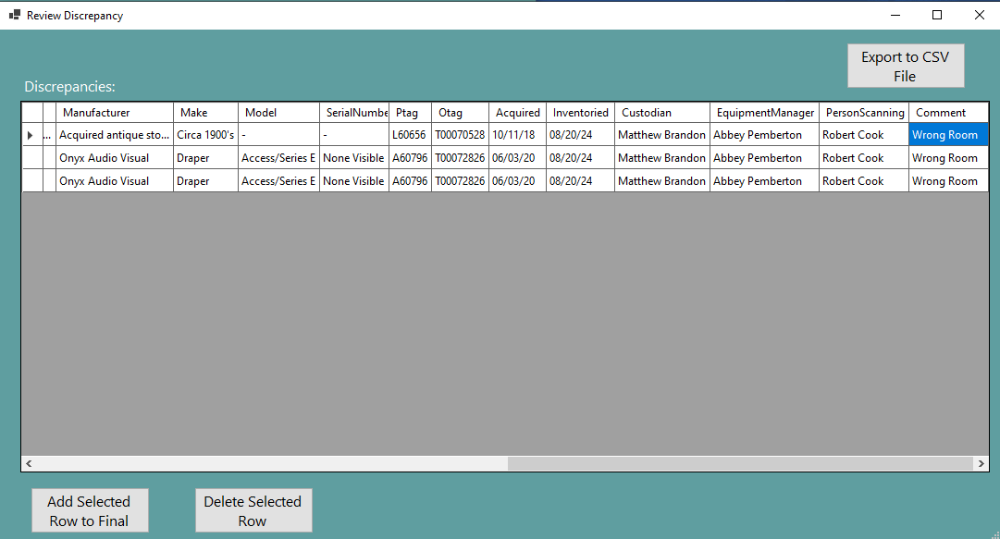 Review Discrepancy
Export to CSV
File
Discrepancies:
Manufacturer Make Model SerialNumbe Ptag Otag Acquired Inventoried Custodian EquipmentManager PersonScanning Comment
... Acquired antique sto... Circa 1900's - - L60656 T00070528 10/11/18 08/20/24 Matthew Brandon Abbey Pemberton Robert Cook Wrong Room
Onyx Audio Visual Draper Access/Series E None Visible A60796 T00072826 06/03/20 08/20/24 Matthew Brandon Abbey Pemberton Robert Cook Wrong Room
Onyx Audio Visual Draper Access/Series E None Visible A60796 T00072826 06/03/20 08/20/24 Matthew Brandon Abbey Pemberton Robert Cook Wrong Room
Add Selected
Row to Final
Delete Selected
Row